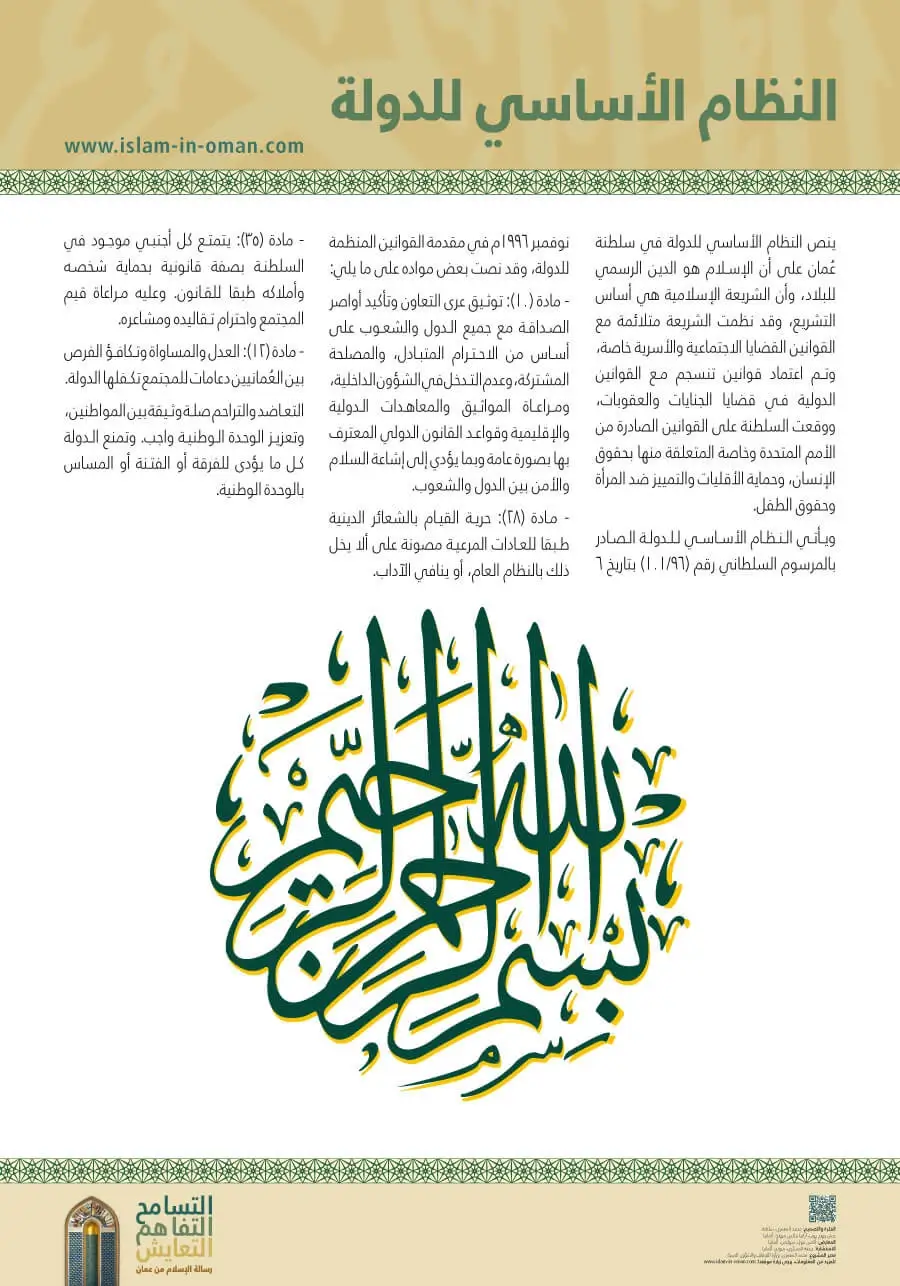 النظام الأساسي للدولة
www.islam-in-oman.com
ينص النظام الأساسي للدولة في سلطنة
عُمان على أن الإسلام هو الدين الرسمي
للبلاد، وأن الشريعة الإسلامية هي أساس
التشريع، وقد نظمت الشريعة متلائمة مع
القوانين القضايا الاجتماعية والأسرية خاصة،
وتم اعتماد قوانين تنسجم مع القوانين
الدولية في قضايا الجنايات والعقوبات،
ووقعت السلطنة على القوانين الصادرة من
الأمم المتحدة وخاصة المتعلقة منها بحقوق
الإنسان، وحماية الأقليات والتمييز ضد المرأة
وحقوق الطفل.
ويأتي النظام الأساسي للدولة الصادر
بالمرسوم السلطاني رقم (١٠١/٩٦) بتاريخ ٦
نوفمبر ١٩٩٦م في مقدمة القوانين المنظمة
للدولة، وقد نصت بعض مواده على ما يلي:
- مادة (١٠): توثيق عرى التعاون وتأكيد أواصر
الصداقة مع جميع الدول والشعوب على
أساس من الاحترام المتبادل، والمصلحة
المشتركة، وعدم التدخل في الشؤون الداخلية،
ومراعاة المواثيق والمعاهدات الدولية
والإقليمية وقواعد القانون الدولي المعترف
بها بصورة عامة وبما يؤدي إلى إشاعة السلام
والأمن بين الدول والشعوب.
- مادة (٢٨): حرية القيام بالشعائر الدينية
طبقا للعادات المرعية مصونة على ألا يخل
ذلك بالنظام العام، أو ينافي الآداب.
- مادة (٣٥): يتمتع كل أجنبي موجود في
السلطنة بصفة قانونية بحماية شخصه
وأملاكه طبقا للقانون. وعليه مراعاة قيم
المجتمع واحترام تقاليده ومشاعره.
- مادة (١٢): العدل والمساواة وتكافؤ الفرص
بين العُمانيين دعامات للمجتمع تكفلها الدولة.
التعاضد والتراحم صلة وثيقة بين المواطنين،
وتعزيز الوحدة الوطنية واجب. وتمنع الدولة
كل ما يؤدي للفرقة أو الفتنة أو المساس
بالوحدة الوطنية.
بسم الله الرحمن الرحيم
التسامح
التفاهم
التعايش
رسالة الإسلام من عمان